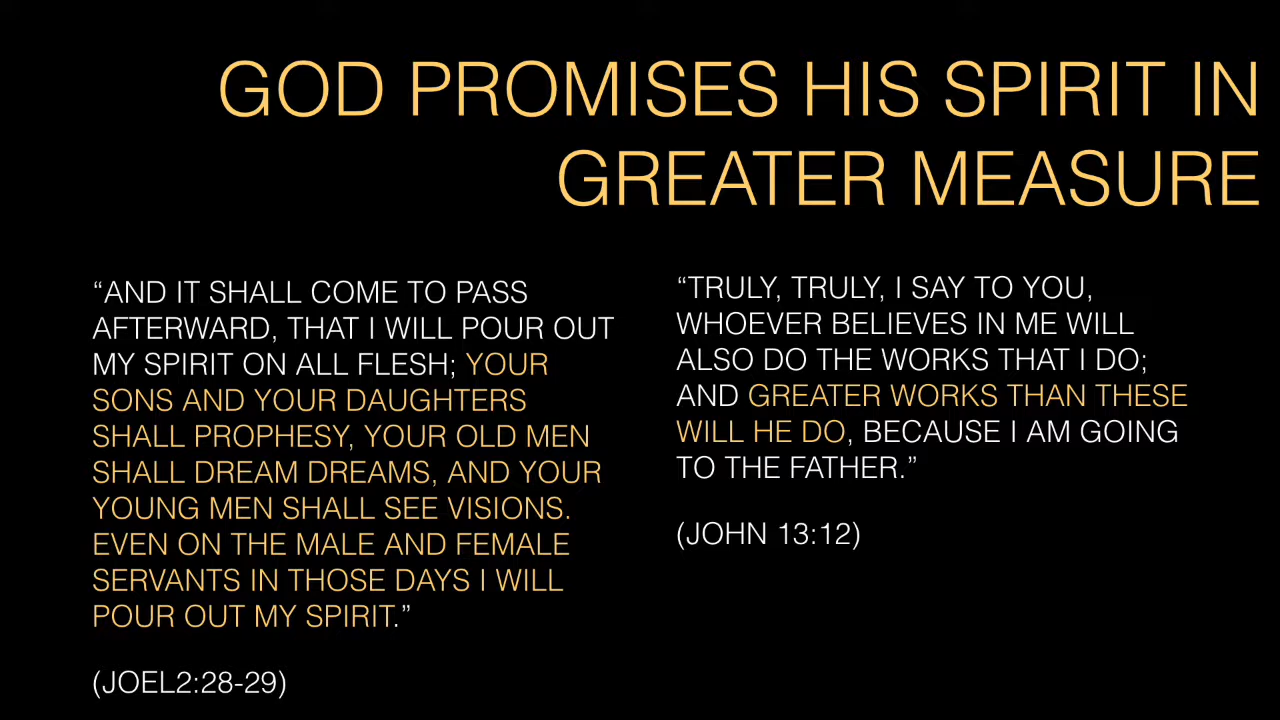 GOD PROMISES HIS SPIRIT IN
GREATER MEASURE
“AND IT SHALL COME TO PASS
AFTERWARD, THAT I WILL POUR OUT
MY SPIRIT ON ALL FLESH; YOUR
SONS AND YOUR DAUGHTERS
SHALL PROPHESY, YOUR OLD MEN
SHALL DREAM DREAMS, AND YOUR
YOUNG MEN SHALL SEE VISIONS.
EVEN ON THE MALE AND FEMALE
SERVANTS IN THOSE DAYS I WILL
POUR OUT MY SPIRIT.”
(JOEL2:28-29)
“TRULY, TRULY, I SAY TO YOU,
WHOEVER BELIEVES IN ME WILL
ALSO DO THE WORKS THAT I DO;
AND GREATER WORKS THAN THESE
WILL HE DO, BECAUSE I AM GOING
TO THE FATHER.”
(JOHN 13:12)